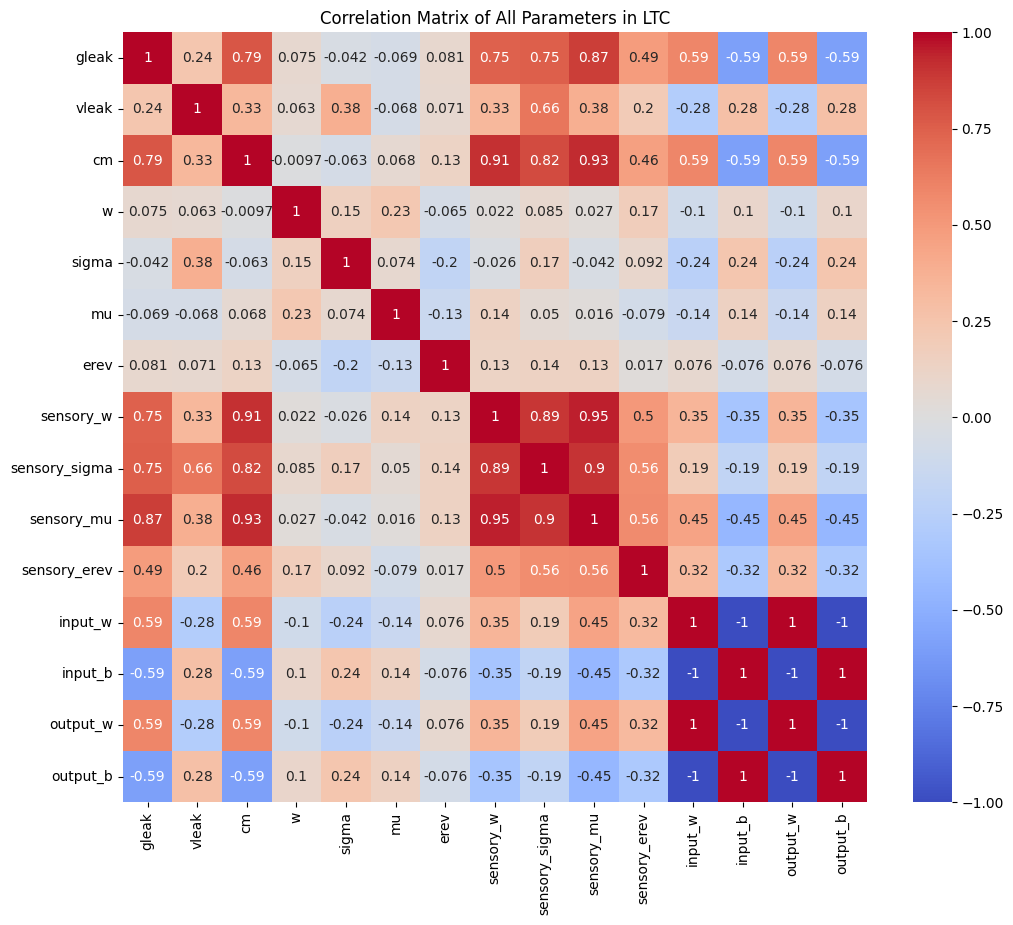 Correlation Matrix of All Parameters in LTC
gleak 1 0.24 0.79 0.075 -0.042 -0.069 0.081 0.75 0.75 0.87 0.49 0.59 -0.59 0.59 -0.59
vleak 0.24 1 0.33 0.063 0.38 -0.068 0.071 0.33 0.66 0.38 0.2 -0.28 0.28 -0.28 0.28
cm 0.79 0.33 1 -0.0097 -0.063 0.068 0.13 0.91 0.82 0.93 0.46 0.59 -0.59 0.59 -0.59
w 0.075 0.063 -0.0097 1 0.15 0.23 -0.065 0.022 0.085 0.027 0.17 -0.1 0.1 -0.1 0.1
sigma -0.042 0.38 -0.063 0.15 1 0.074 -0.2 -0.026 0.17 -0.042 0.092 -0.24 0.24 -0.24 0.24
mu -0.069 -0.068 0.068 0.23 0.074 1 -0.13 0.14 0.05 0.016 -0.079 -0.14 0.14 -0.14 0.14
erev 0.081 0.071 0.13 -0.065 -0.2 -0.13 1 0.13 0.14 0.13 0.017 0.076 -0.076 0.076 -0.076
sensory_w 0.75 0.33 0.91 0.022 -0.026 0.14 0.13 1 0.89 0.95 0.5 0.35 -0.35 0.35 -0.35
sensory_sigma 0.75 0.66 0.82 0.085 0.17 0.05 0.14 0.89 1 0.9 0.56 0.19 -0.19 0.19 -0.19
sensory_mu 0.87 0.38 0.93 0.027 -0.042 0.016 0.13 0.95 0.9 1 0.56 0.45 -0.45 0.45 -0.45
sensory_erev 0.49 0.2 0.46 0.17 0.092 -0.079 0.017 0.5 0.56 0.56 1 0.32 -0.32 0.32 -0.32
input_w 0.59 -0.28 0.59 -0.1 -0.24 -0.14 0.076 0.35 0.19 0.45 0.32 1 -1 1 -1
input_b -0.59 0.28 -0.59 0.1 0.24 0.14 -0.076 -0.35 -0.19 -0.45 -0.32 -1 1 -1 1
output_w 0.59 -0.28 0.59 -0.1 -0.24 -0.14 0.076 0.35 0.19 0.45 0.32 1 -1 1 -1
output_b -0.59 0.28 -0.59 0.1 0.24 0.14 -0.076 -0.35 -0.19 -0.45 -0.32 -1 1 -1 1
gleak vleak cm w sigma mu erev sensory_w sensory_sigma sensory_mu sensory_erev input_w input_b output_w output_b
1.00
0.75
0.50
0.25
0.00
−0.25
−0.50
−0.75
−1.00